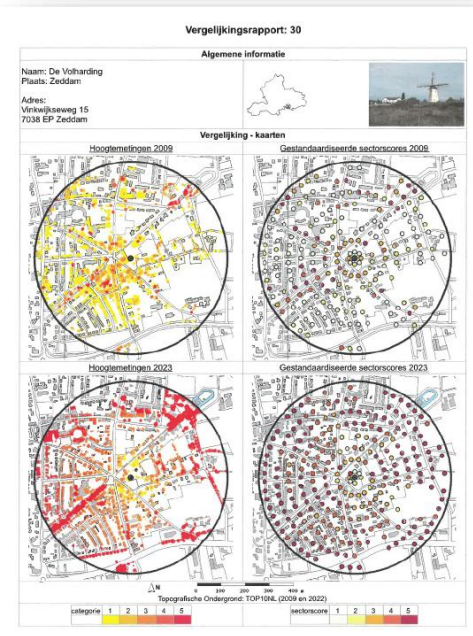 Vergelijkingsrapport: 30
Algemene informatie
Naam: De Volharding
Plaats: Zeddam
Adres:
Vinkwijkseweg 15
7038 EP Zeddam
Vergelijking - kaarten
Hoogtemetingen 2009
Gestandaardiseerde sectorscores 2009
Hoogtemetingen 2023
Gestandaardiseerde sectorscores 2023
N
0 100 200 300 400 m
Topografische Ondergrond: TOP10NL (2009 en 2022)
categorie 1 2 3 4 5
sectorscore 1 2 3 4 5